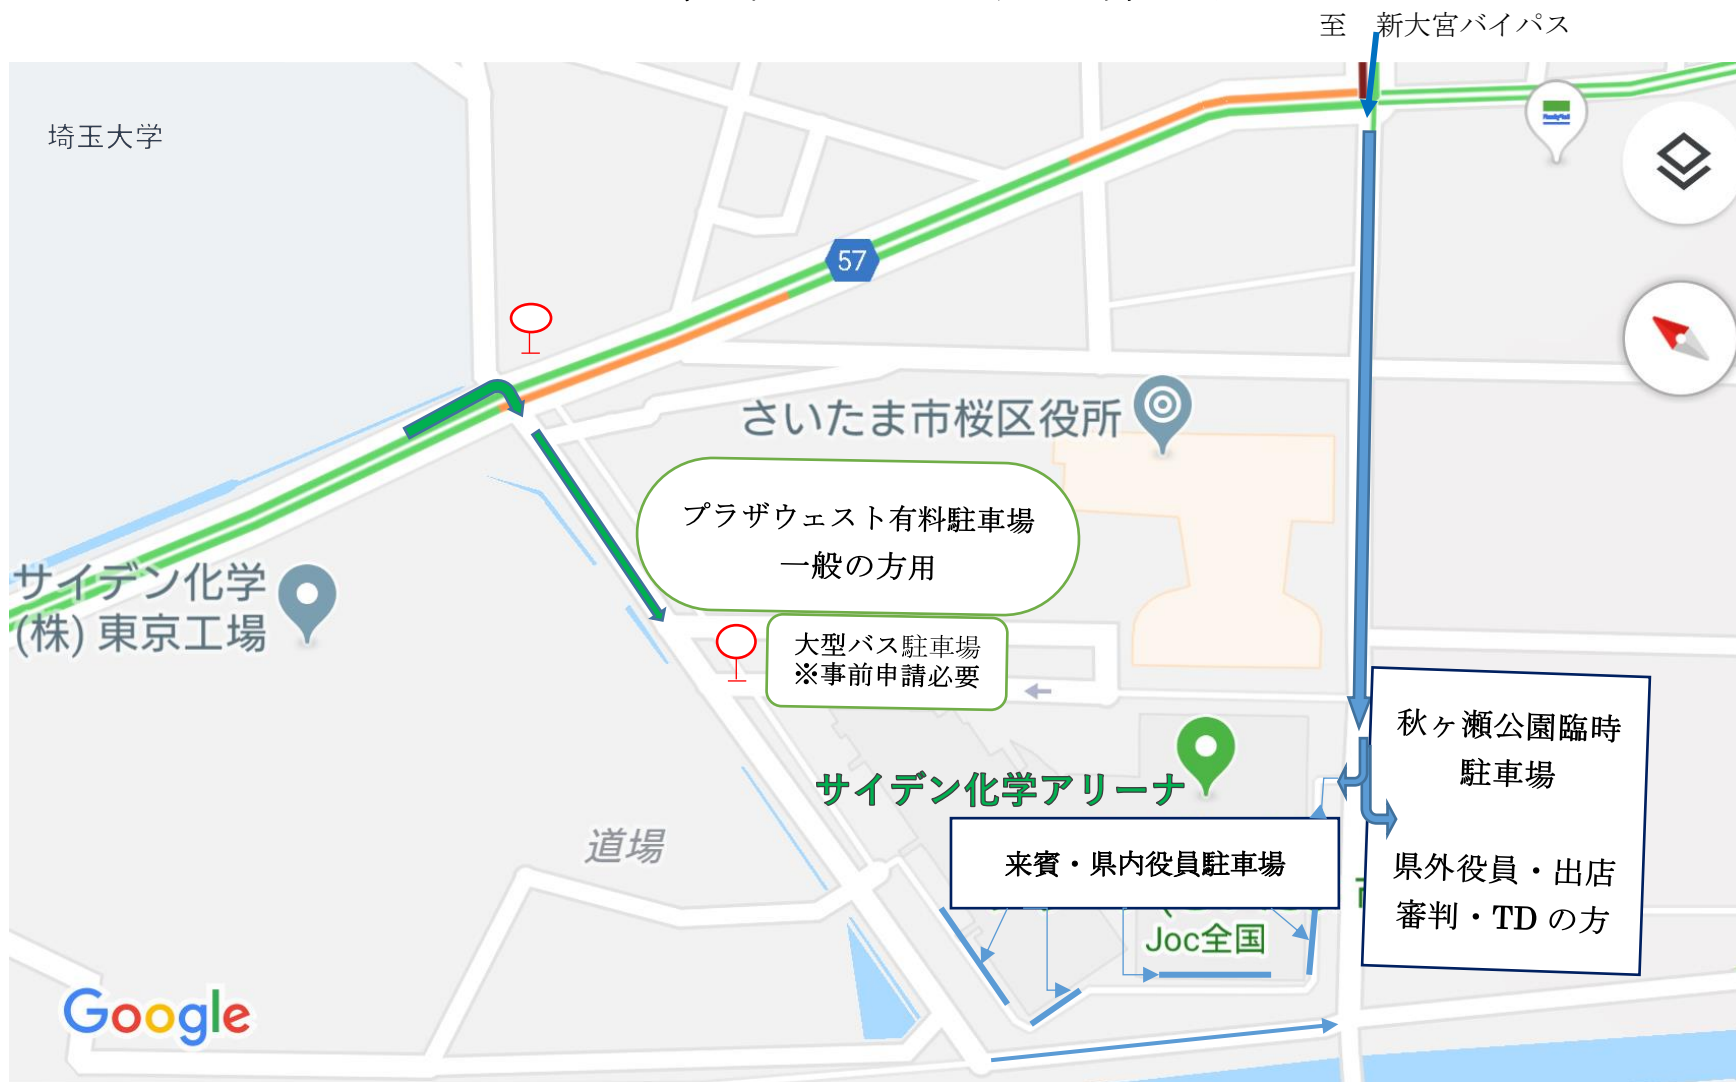 至　新大宮バイパス
埼玉大学
57
さいたま市桜区役所
プラザウェスト有料駐車場
一般の方用
サイデン化学
(株) 東京工場
大型バス駐車場
※事前申請必要
秋ヶ瀬公園臨時
駐車場
県外役員・出店
審判・TD の方
サイデン化学アリーナ
道場
来賓・県内役員駐車場
Joc全国
Google